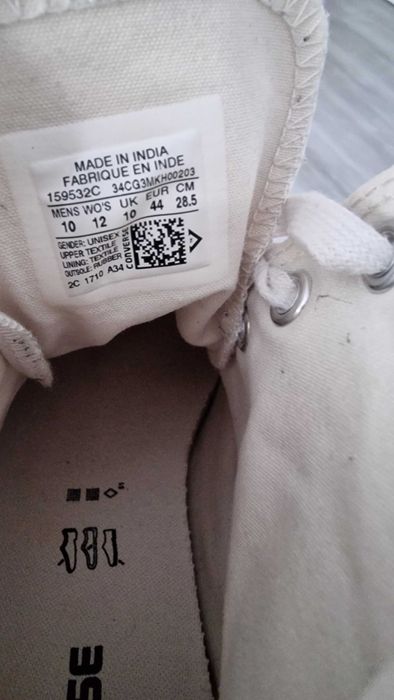 MADE IN INDIA
FABRIQUE EN INDE
159532C 34CG3MKH00203
MENS WO'S UK EUR CM
10 12 10 44 28.5
GENDER: UNISEX
UPPER: TEXTILE
LINING: TEXTILE
OUTSOLE: RUBBER
2C 1710 A34
CONVERSE
SE